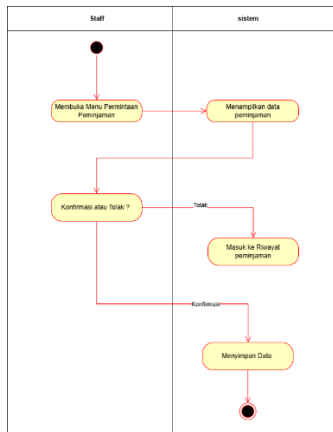 Staff
sistem
Membuka Menu Permintaan
Peminjaman
Menampilkan data
peminjaman
Konfirmasi atau Tolak ?
Tolak
Masuk ke Riwayat
peminjaman
Konfirmasi
Menyimpan Data